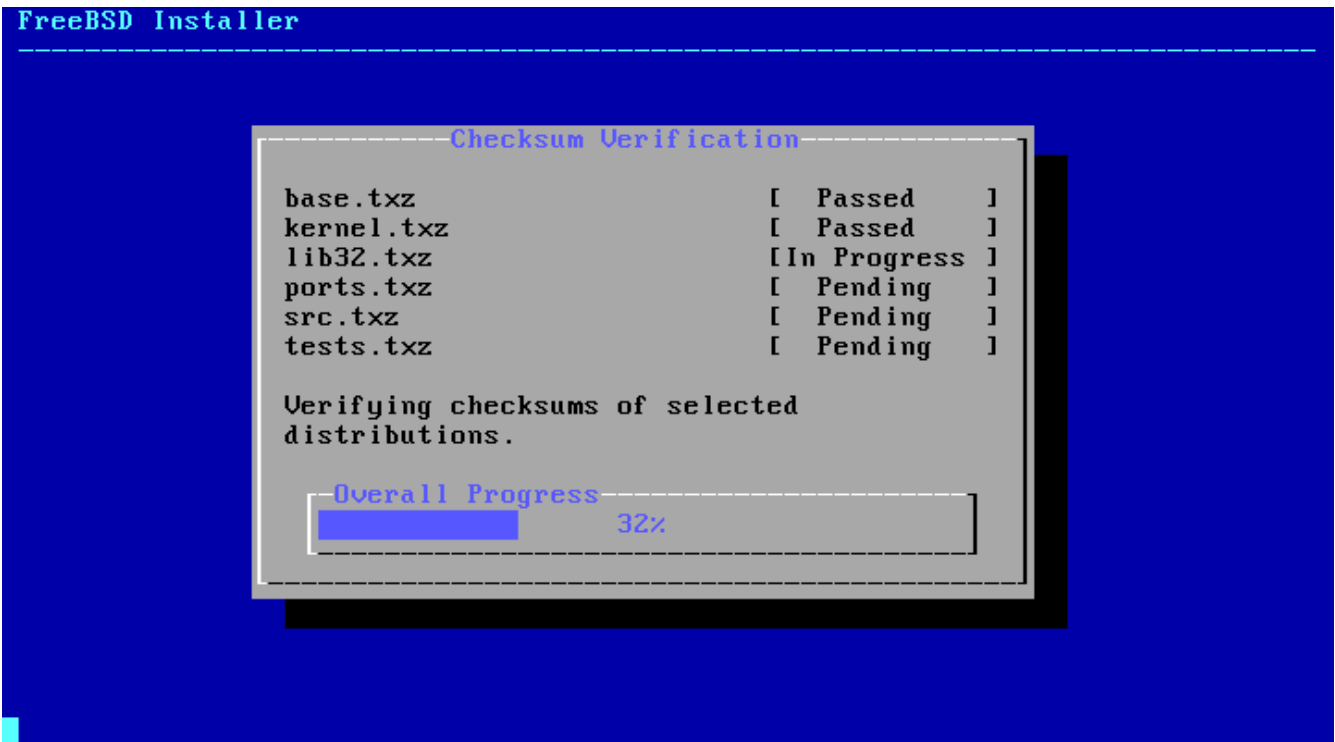 FreeBSD Installer
Checksum Verification
base.txz [ Passed ]
kernel.txz [ Passed ]
lib32.txz [In Progress ]
ports.txz [ Pending ]
src.txz [ Pending ]
tests.txz [ Pending ]
Verifying checksums of selected
distributions.
Overall Progress
32%